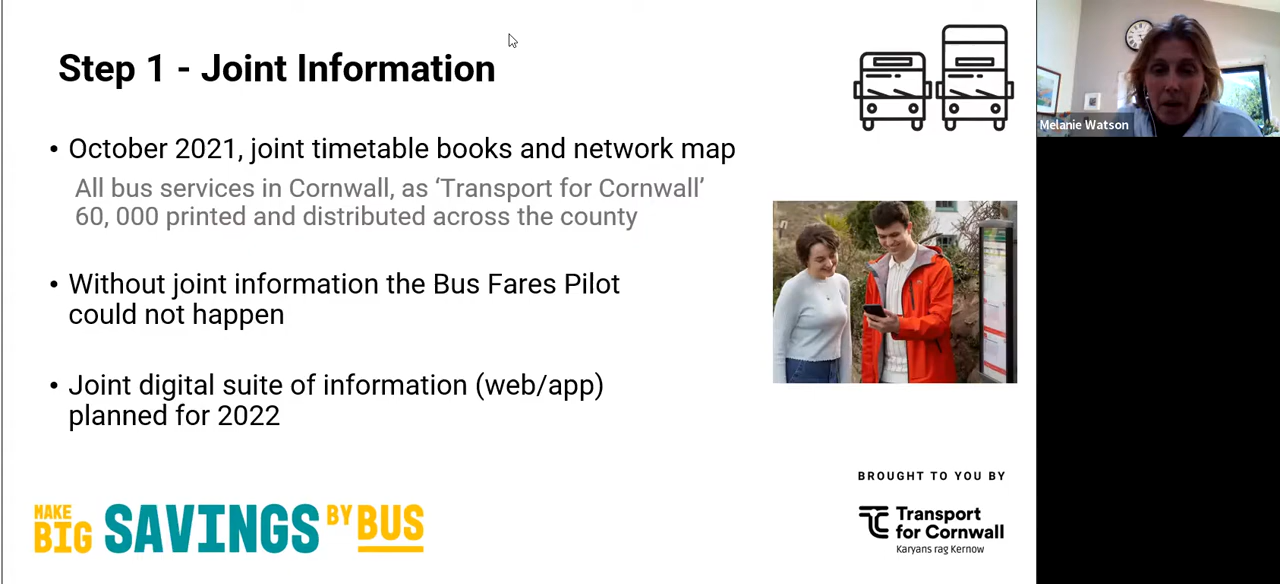 Step 1 - Joint Information
• October 2021, joint timetable books and network map
All bus services in Cornwall, as ‘Transport for Cornwall’
60, 000 printed and distributed across the county
• Without joint information the Bus Fares Pilot
could not happen
• Joint digital suite of information (web/app)
planned for 2022
MAKE
BIG SAVINGS BY BUS
BROUGHT TO YOU BY
Transport
for Cornwall
Karyans rag Kernow
Melanie Watson